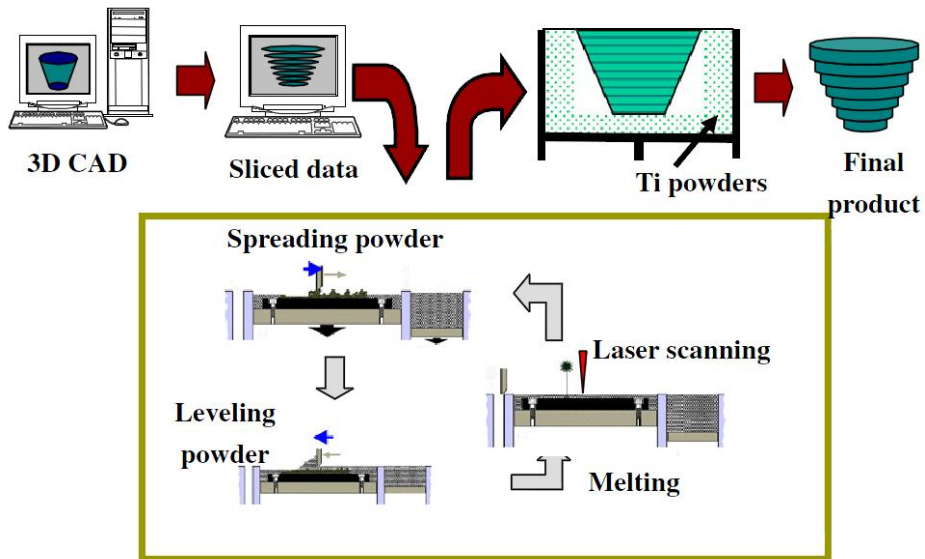 3D CAD
Sliced data
Ti powders
Final
product
Spreading powder
Laser scanning
Leveling
powder
Melting